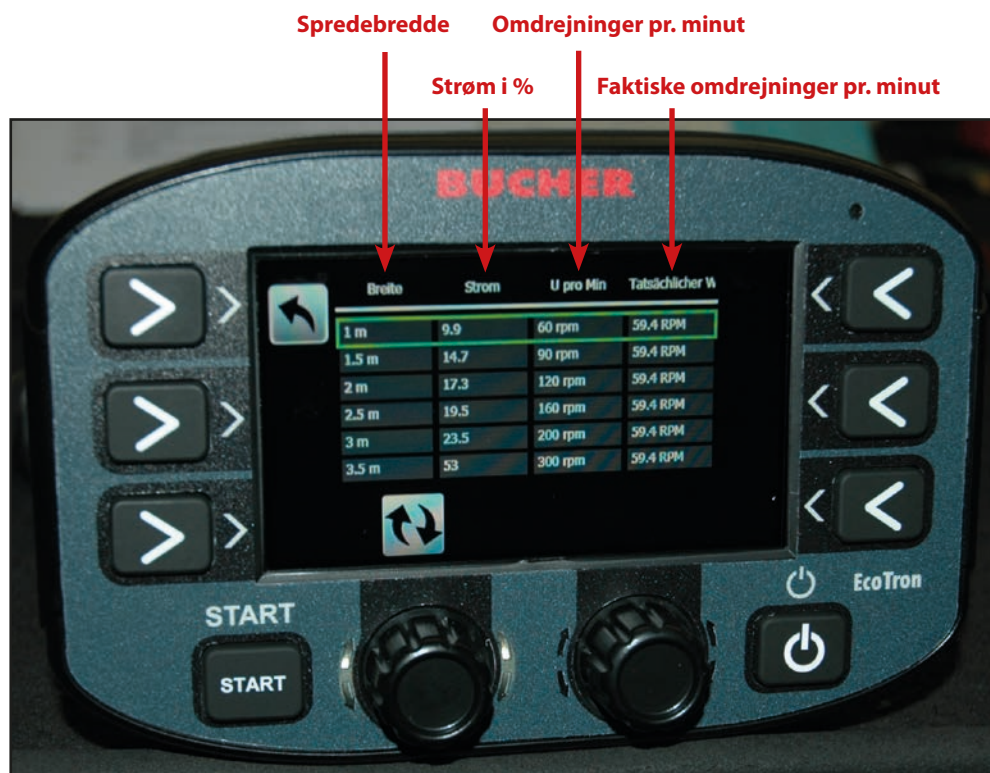 Spredebredde Omdrejninger pr. minut
Strøm i % Faktiske omdrejninger pr. minut
BUCHER
Breite Strom U pro Min Tatsächlicher W
1 m 9.9 60 rpm 59.4 RPM
1.5 m 14.7 90 rpm 59.4 RPM
2 m 17.3 120 rpm 59.4 RPM
2.5 m 19.5 160 rpm 59.4 RPM
3 m 23.5 200 rpm 59.4 RPM
3.5 m 53 300 rpm 59.4 RPM
START
EcoTron
START